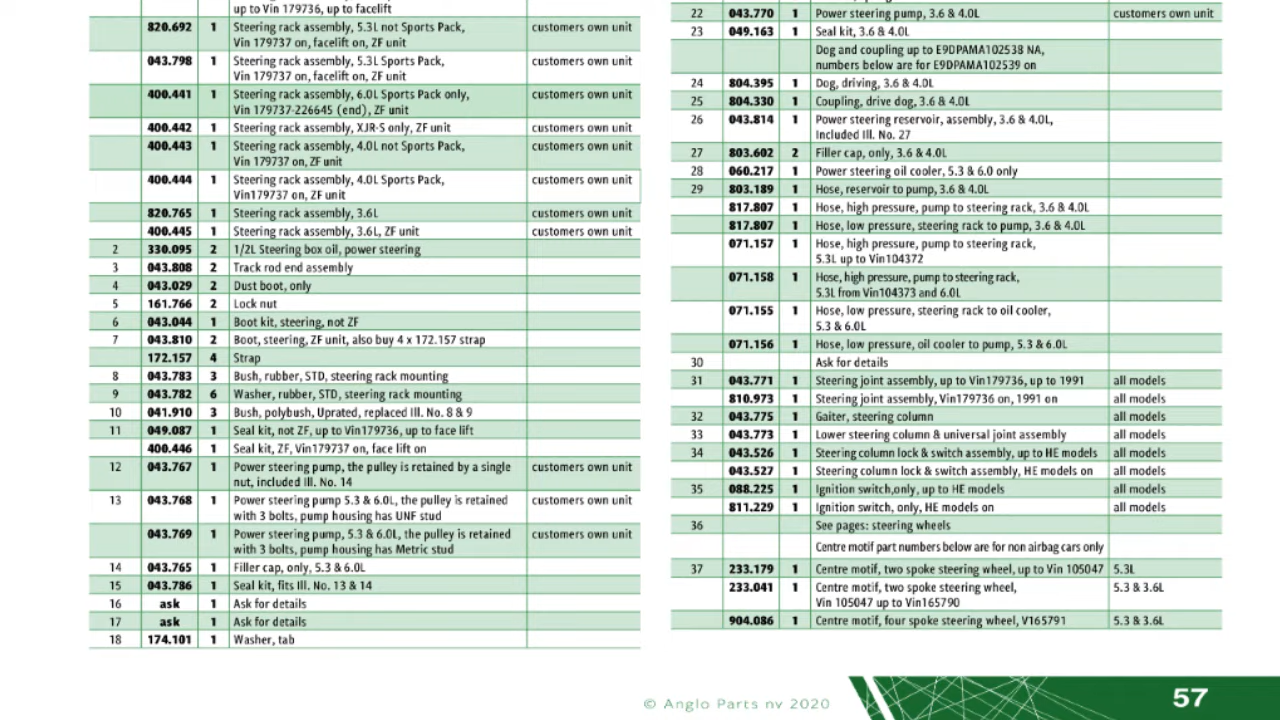 up to Vin 179736, up to facelift
820.692 1 Steering rack assembly, 5.3L not Sports Pack, customers own unit
Vin 179737 on, facelift on, ZF unit
043.798 1 Steering rack assembly, 5.3L Sports Pack, customers own unit
Vin 179737 on, facelift on, ZF unit
400.441 1 Steering rack assembly, 6.0L Sports Pack only, customers own unit
Vin 179737-226645 (end), ZF unit
400.442 1 Steering rack assembly, XJR-S only, ZF unit customers own unit
400.443 1 Steering rack assembly, 4.0L not Sports Pack, customers own unit
Vin 179737 on, ZF unit
400.444 1 Steering rack assembly, 4.0L Sports Pack, customers own unit
Vin179737 on, ZF unit
820.765 1 Steering rack assembly, 3.6L customers own unit
400.445 1 Steering rack assembly, 3.6L, ZF unit customers own unit
2 330.095 2 1/2L Steering box oil, power steering
3 043.808 2 Track rod end assembly
4 043.029 2 Dust boot, only
5 161.766 2 Lock nut
6 043.044 1 Boot kit, steering, not ZF
7 043.810 2 Boot, steering, ZF unit, also buy 4 x 172.157 strap
172.157 4 Strap
8 043.783 3 Bush, rubber, STD, steering rack mounting
9 043.782 6 Washer, rubber, STD, steering rack mounting
10 041.910 3 Bush, polybush, Uprated, replaced Ill. No. 8 & 9
11 049.087 1 Seal kit, not ZF, up to Vin179736, up to face lift
400.446 1 Seal kit, ZF, Vin179737 on, face lift on
12 043.767 1 Power steering pump, the pulley is retained by a single customers own unit
nut, included Ill. No. 14
13 043.768 1 Power steering pump 5.3 & 6.0L, the pulley is retained customers own unit
with 3 bolts, pump housing has UNF stud
043.769 1 Power steering pump, 5.3 & 6.0L, the pulley is retained customers own unit
with 3 bolts, pump housing has Metric stud
14 043.765 1 Filler cap, only, 5.3 & 6.0L
15 043.786 1 Seal kit, fits Ill. No. 13 & 14
16 ask 1 Ask for details
17 ask 1 Ask for details
18 174.101 1 Washer, tab
22 043.770 1 Power steering pump, 3.6 & 4.0L customers own unit
23 049.163 1 Seal kit, 3.6 & 4.0L
Dog and coupling up to E9DPAMA102538 NA,
numbers below are for E9DPAMA102539 on
24 804.395 1 Dog, driving, 3.6 & 4.0L
25 804.330 1 Coupling, drive dog, 3.6 & 4.0L
26 043.814 1 Power steering reservoir, assembly, 3.6 & 4.0L,
Included Ill. No. 27
27 803.602 2 Filler cap, only, 3.6 & 4.0L
28 060.217 1 Power steering oil cooler, 5.3 & 6.0 only
29 803.189 1 Hose, reservoir to pump, 3.6 & 4.0L
817.807 1 Hose, high pressure, pump to steering rack, 3.6 & 4.0L
817.807 1 Hose, low pressure, steering rack to pump, 3.6 & 4.0L
071.157 1 Hose, high pressure, pump to steering rack,
5.3L up to Vin104372
071.158 1 Hose, high pressure, pump to steering rack,
5.3L from Vin104373 and 6.0L
071.155 1 Hose, low pressure, steering rack to oil cooler,
5.3 & 6.0L
071.156 1 Hose, low pressure, oil cooler to pump, 5.3 & 6.0L
30 Ask for details
31 043.771 1 Steering joint assembly, up to Vin179736, up to 1991 all models
810.973 1 Steering joint assembly, Vin179736 on, 1991 on all models
32 043.775 1 Gaiter, steering column all models
33 043.773 1 Lower steering column & universal joint assembly all models
34 043.526 1 Steering column lock & switch assembly, up to HE models all models
043.527 1 Steering column lock & switch assembly, HE models on all models
35 088.225 1 Ignition switch,only, up to HE models all models
811.229 1 Ignition switch, only, HE models on all models
36 See pages: steering wheels
Centre motif part numbers below are for non airbag cars only
37 233.179 1 Centre motif, two spoke steering wheel, up to Vin 105047 5.3L
233.041 1 Centre motif, two spoke steering wheel, 5.3 & 3.6L
Vin 105047 up to Vin165790
904.086 1 Centre motif, four spoke steering wheel, V165791 5.3 & 3.6L
© Anglo Parts nv 2020
57